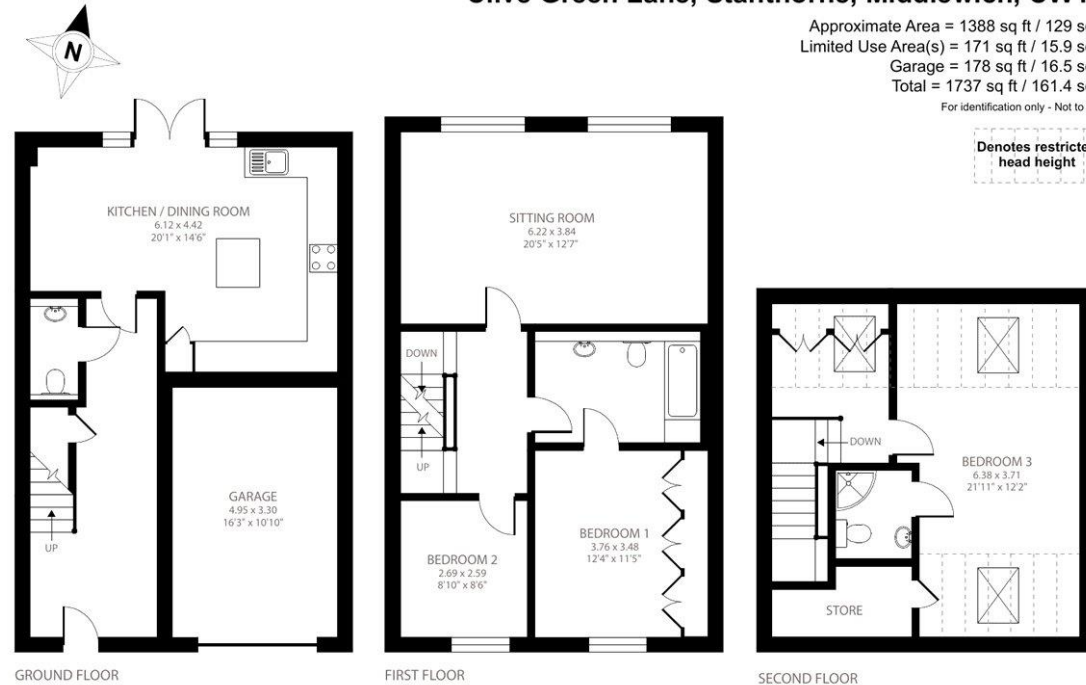 Approximate Area = 1388 sq ft / 129 sq
Limited Use Area(s) = 171 sq ft / 15.9 sq
Garage = 178 sq ft / 16.5 sq
Total = 1737 sq ft / 161.4 sq
For identification only - Not to
Denotes restricte
head height
N
KITCHEN / DINING ROOM
6.12 x 4.42
20'1" x 14'6"
UP
GARAGE
4.95 x 3.30
16'3" x 10'10"
GROUND FLOOR
SITTING ROOM
6.22 x 3.84
20'5" x 12'7"
DOWN
UP
BEDROOM 2
2.69 x 2.59
8'10" x 8'6"
BEDROOM 1
3.76 x 3.48
12'4" x 11'5"
FIRST FLOOR
DOWN
BEDROOM 3
6.38 x 3.71
21'11" x 12'2"
STORE
SECOND FLOOR